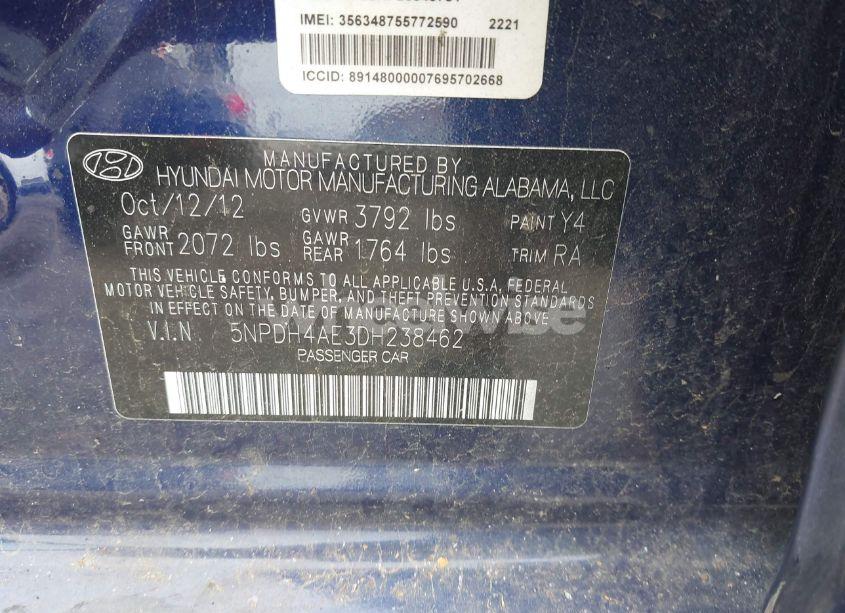 IMEI: 356348755772590 2221
ICCID: 89148000007695702668
MANUFACTURED BY
HYUNDAI MOTOR MANUFACTURING ALABAMA, LLC
Oct/12/12 GVWR 3792 lbs PAINT Y4
GAWR FRONT 2072 lbs GAWR REAR 1764 lbs TRIM RA
THIS VEHICLE CONFORMS TO ALL APPLICABLE U.S.A. FEDERAL
MOTOR VEHICLE SAFETY, BUMPER, AND THEFT PREVENTION STANDARDS
IN EFFECT ON THE DATE OF MANUFACTURE SHOWN ABOVE.
V.I.N 5NPDH4AE3DH238462
PASSENGER CAR